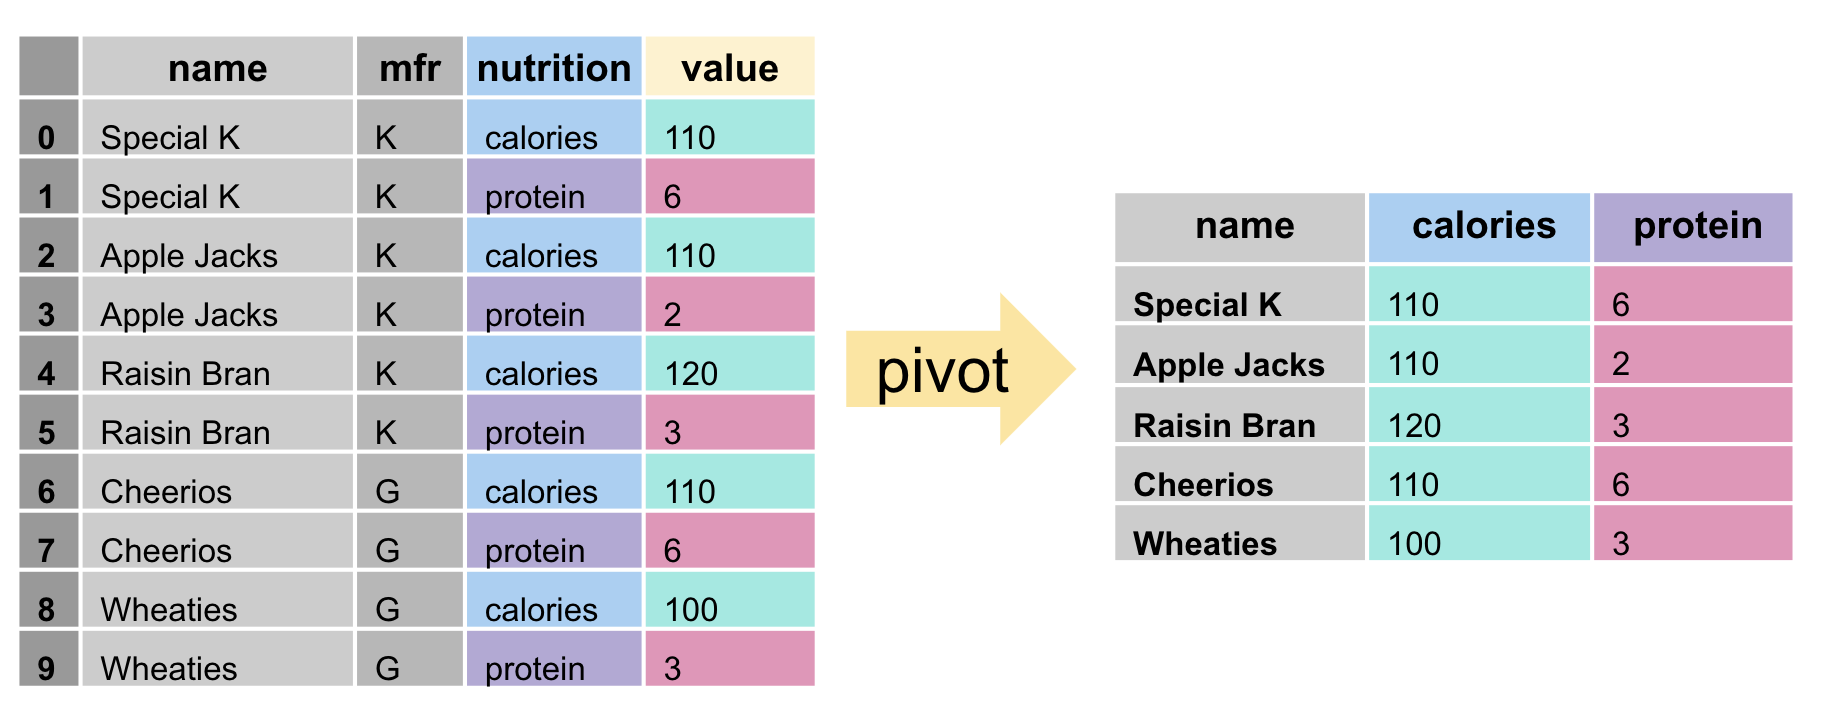 name mfr nutrition value
0 Special K K calories 110
1 Special K K protein 6
2 Apple Jacks K calories 110
3 Apple Jacks K protein 2
4 Raisin Bran K calories 120
5 Raisin Bran K protein 3
6 Cheerios G calories 110
7 Cheerios G protein 6
8 Wheaties G calories 100
9 Wheaties G protein 3
pivot
name calories protein
Special K 110 6
Apple Jacks 110 2
Raisin Bran 120 3
Cheerios 110 6
Wheaties 100 3